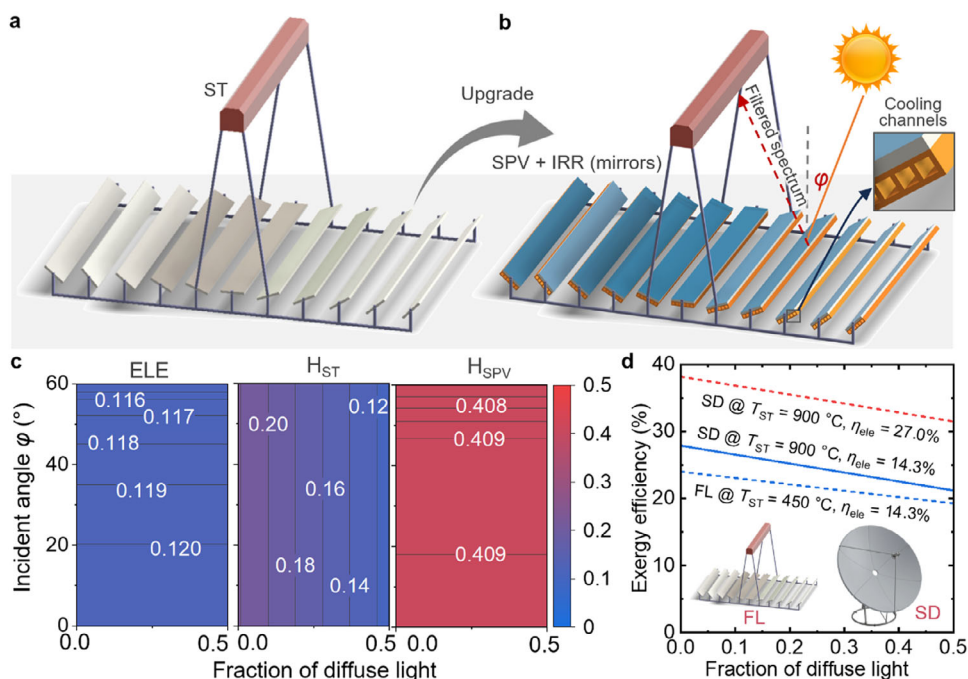 a
ST
Upgrade
b
SPV + IRR (mirrors)
Filtered spectrum
φ
Cooling
channels
c
ELE
H_ST
H_SPV
Incident angle φ (°)
60
40
20
0
0.116
0.117
0.118
0.119
0.120
0.20
0.12
0.16
0.18
0.14
0.408
0.409
0.409
0.5
0.4
0.3
0.2
0.1
0
0.0
0.5
0.0
0.5
0.0
0.5
Fraction of diffuse light
d
Exergy efficiency (%)
40
30
20
10
0
SD @ T_ST = 900 °C, η_ele = 27.0%
SD @ T_ST = 900 °C, η_ele = 14.3%
FL @ T_ST = 450 °C, η_ele = 14.3%
FL
SD
0.0 0.1 0.2 0.3 0.4 0.5
Fraction of diffuse light